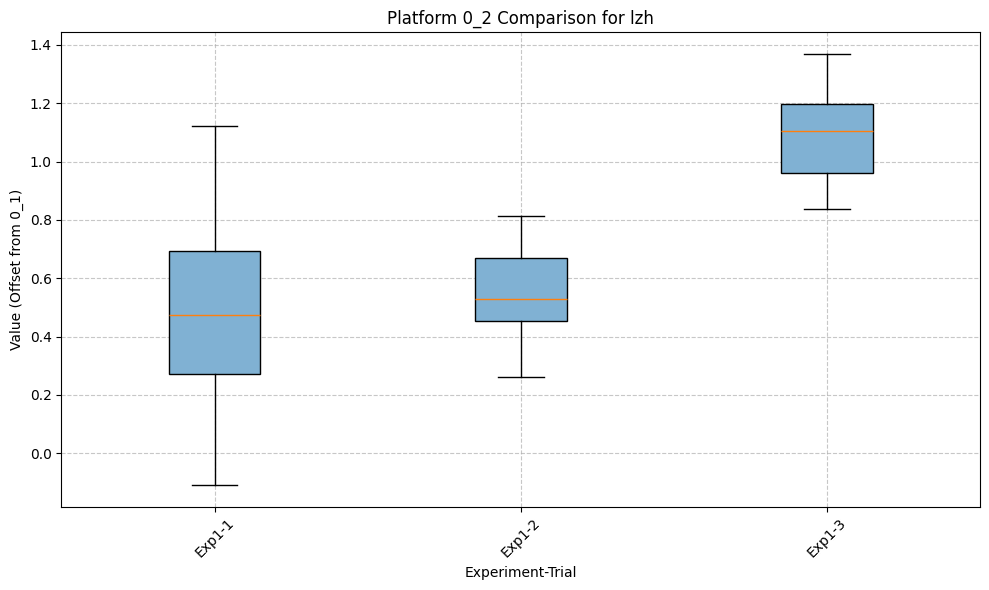 Platform 0_2 Comparison for lzh
Value (Offset from 0_1)
1.4
1.2
1.0
0.8
0.6
0.4
0.2
0.0
Exp1-1
Exp1-2
Exp1-3
Experiment-Trial